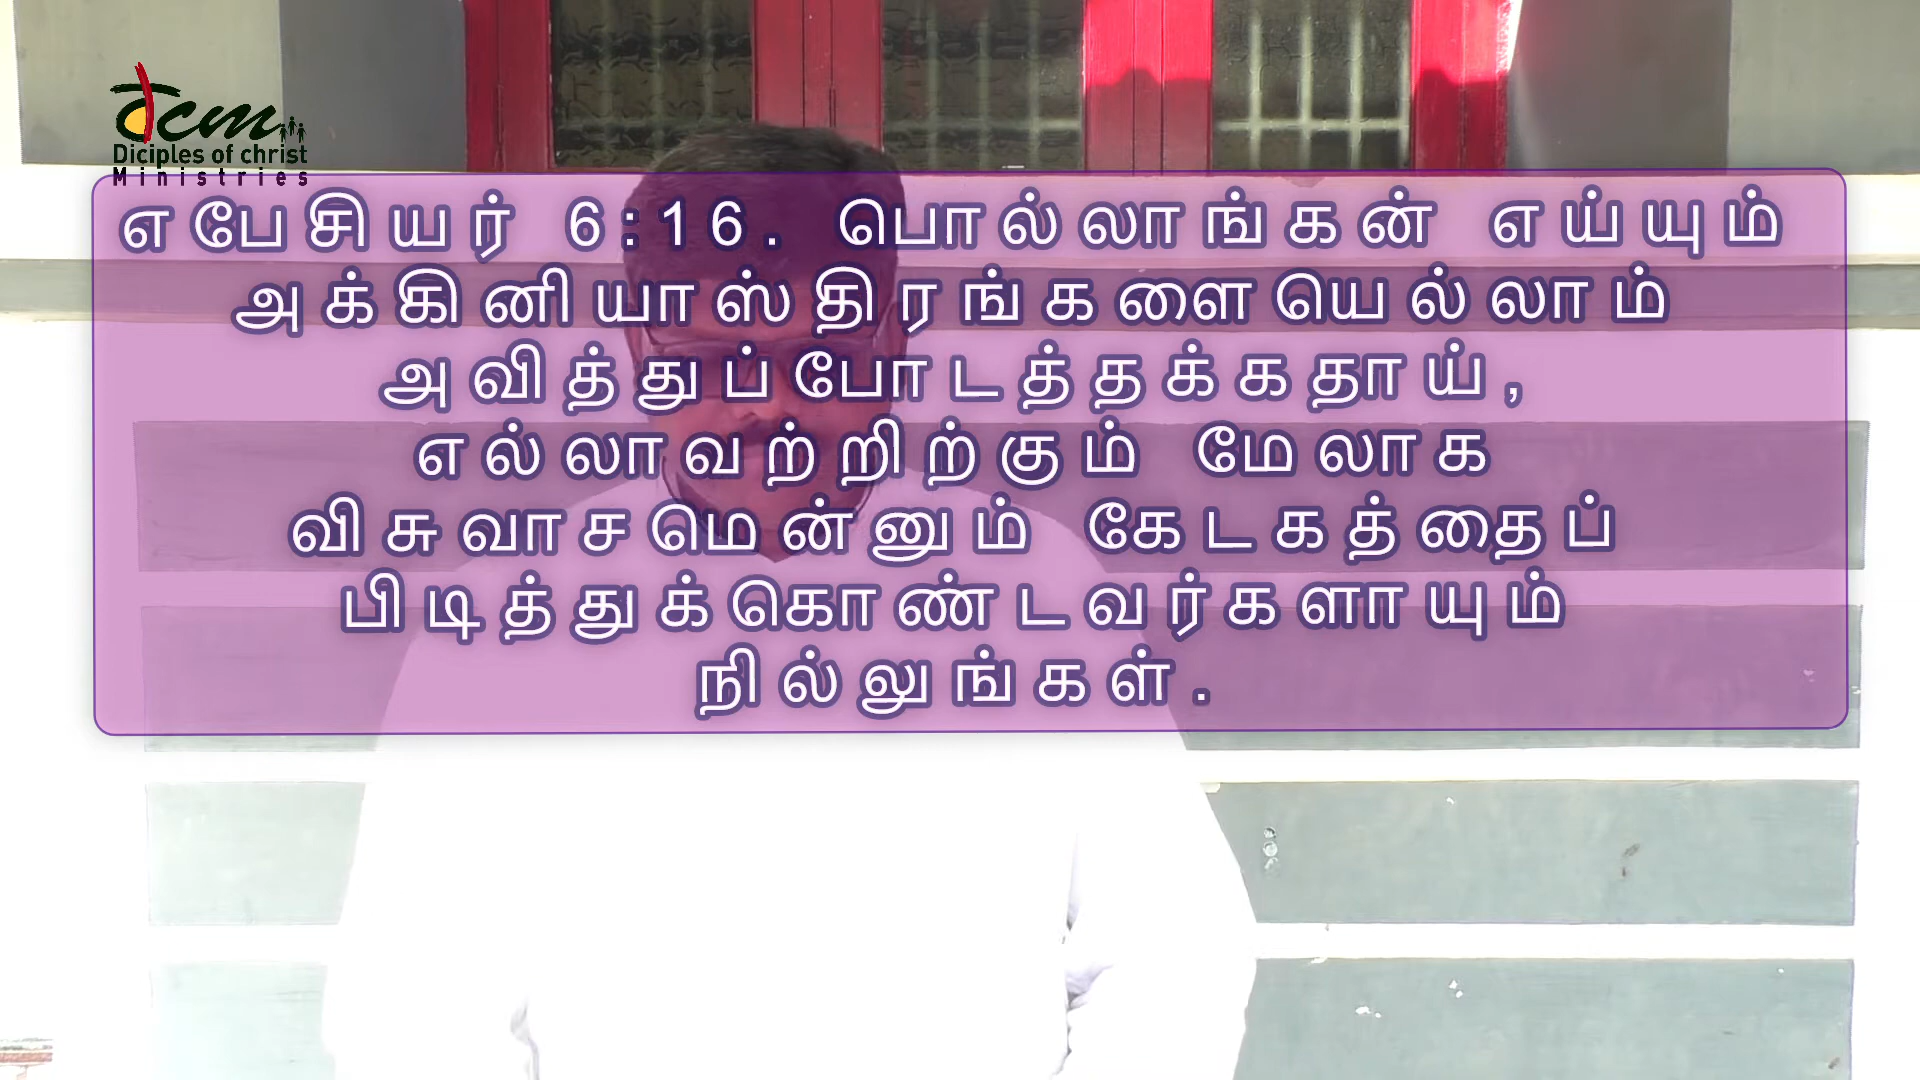 dcm
Diciples of christ
Ministries
எபேசியர் 6:16. பொல்லாங்கன் எய்யும்
அக்கினியாஸ்திரங்களையெல்லாம்
அவித்துப்போடத்தக்கதாய்,
எல்லாவற்றிற்கும் மேலாக
விசுவாசமென்னும் கேடகத்தைப்
பிடித்துக்கொண்டவர்களாயும்
நில்லுங்கள்.